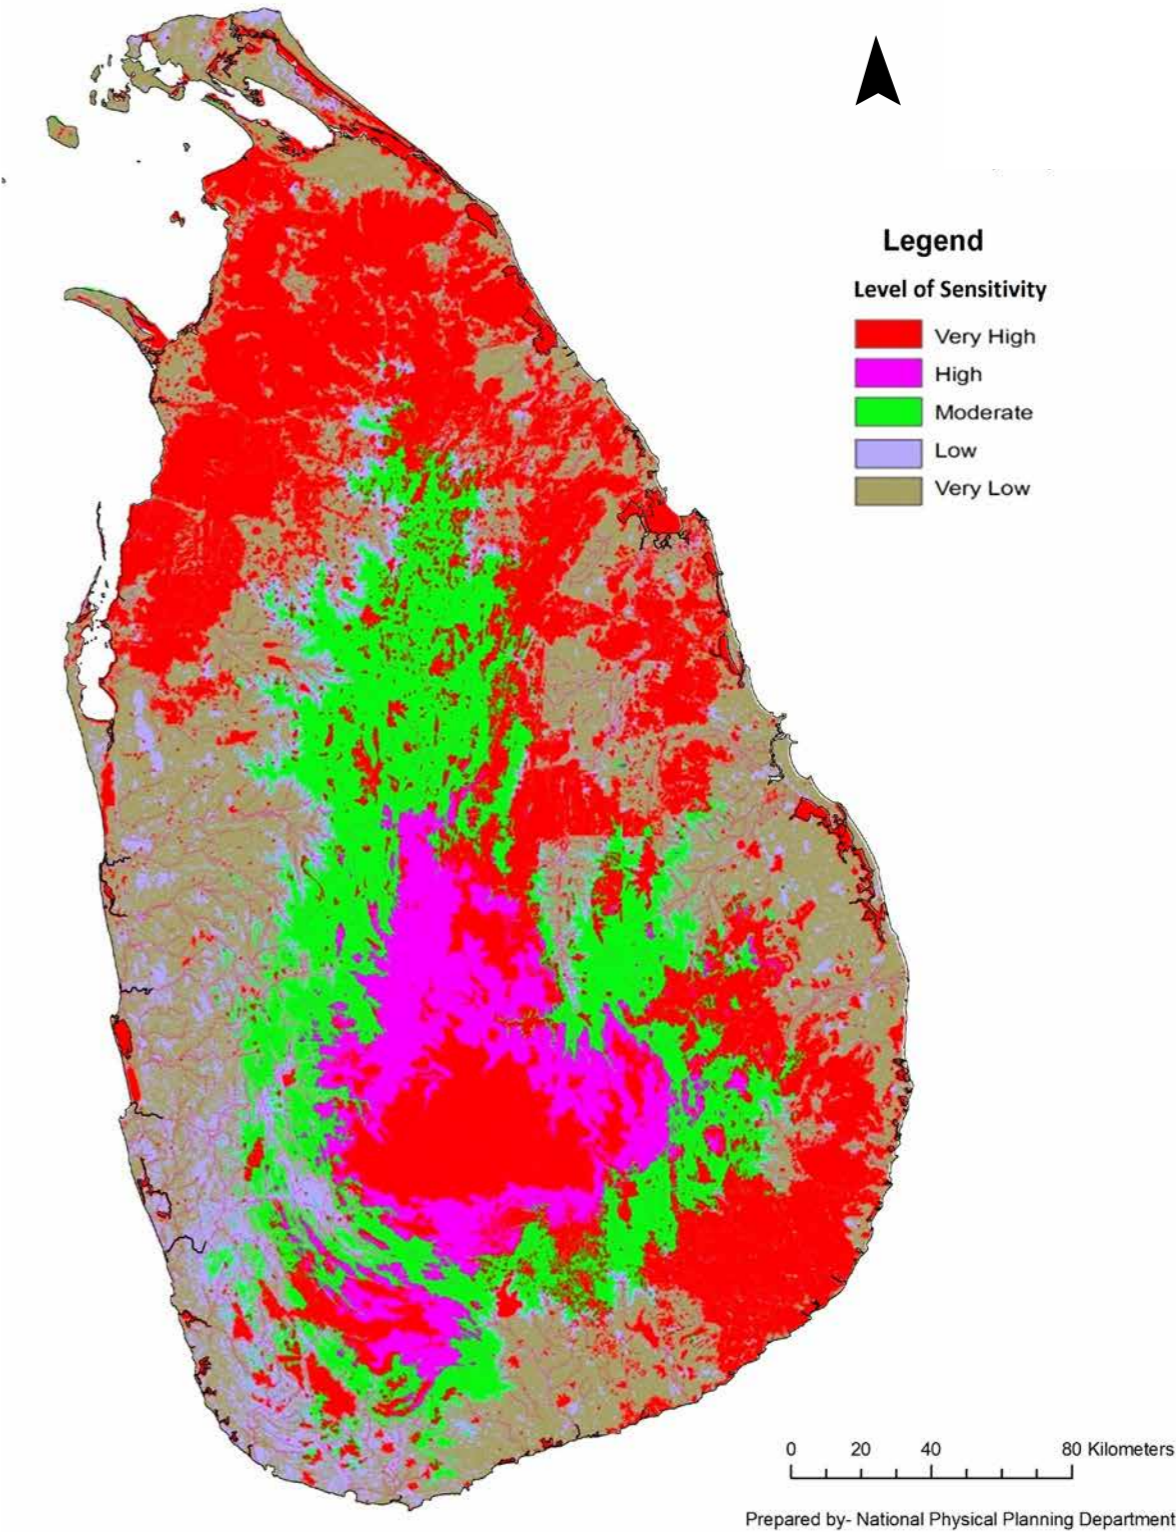 Legend
Level of Sensitivity
Very High
High
Moderate
Low
Very Low
0 20 40 80 Kilometers
Prepared by- National Physical Planning Department